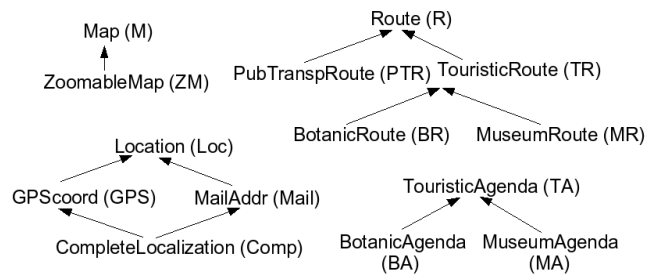 Map (M)
ZoomableMap (ZM)
Route (R)
PubTranspRoute (PTR)
TouristicRoute (TR)
BotanicRoute (BR)
MuseumRoute (MR)
Location (Loc)
GPScoord (GPS)
MailAddr (Mail)
CompleteLocalization (Comp)
TouristicAgenda (TA)
BotanicAgenda
(BA)
MuseumAgenda
(MA)